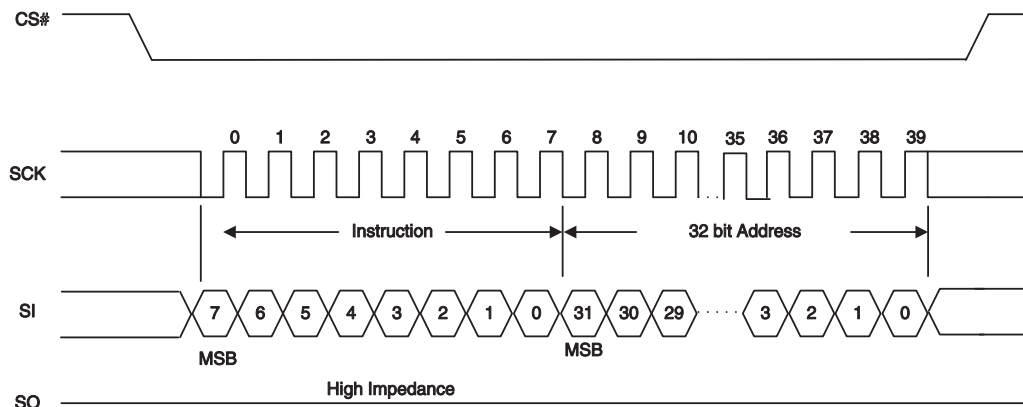 CS#
0 1 2 3 4 5 6 7 8 9 10 35 36 37 38 39
SCK
Instruction 32 bit Address
SI 7 6 5 4 3 2 1 0 31 30 29 3 2 1 0
MSB MSB
High Impedance
SO